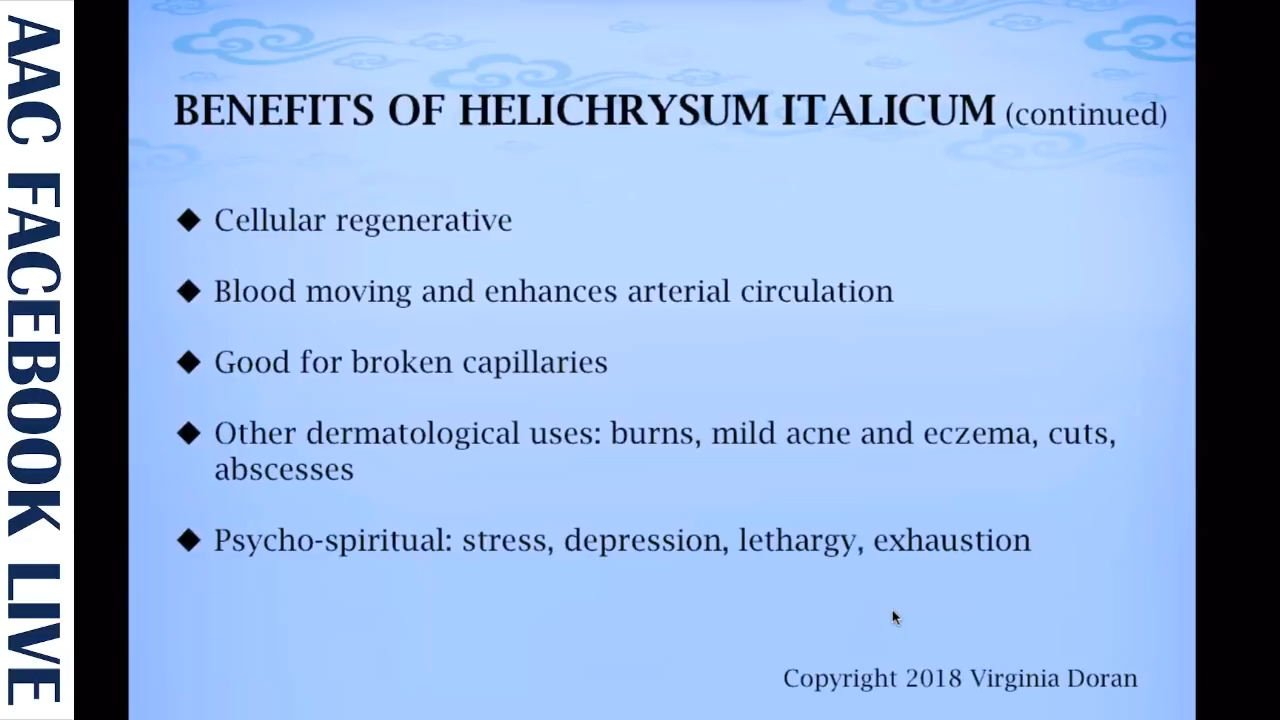 AAC FACEBOOK LIVE
BENEFITS OF HELICHRYSUM ITALICUM (continued)
◆ Cellular regenerative
◆ Blood moving and enhances arterial circulation
◆ Good for broken capillaries
◆ Other dermatological uses: burns, mild acne and eczema, cuts,
abscesses
◆ Psycho-spiritual: stress, depression, lethargy, exhaustion
Copyright 2018 Virginia Doran